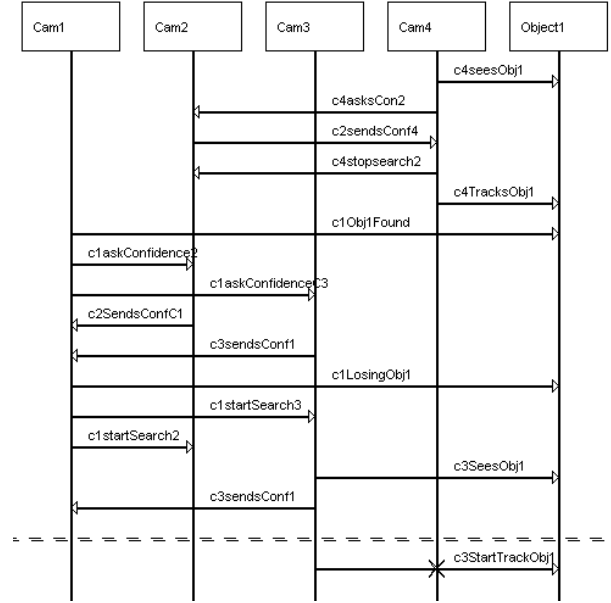 Cam1 Cam2 Cam3 Cam4 Object1
c4seesObj1
c4asksCon2
c2sendsConf4
c4stopsearch2
c4TracksObj1
c1Obj1Found
c1askConfidence2
c1askConfidenceC3
c2SendsConfC1
c3sendsConf1
c1LosingObj1
c1startSearch3
c1startSearch2
c3SeesObj1
c3sendsConf1
c3StartTrackObj1